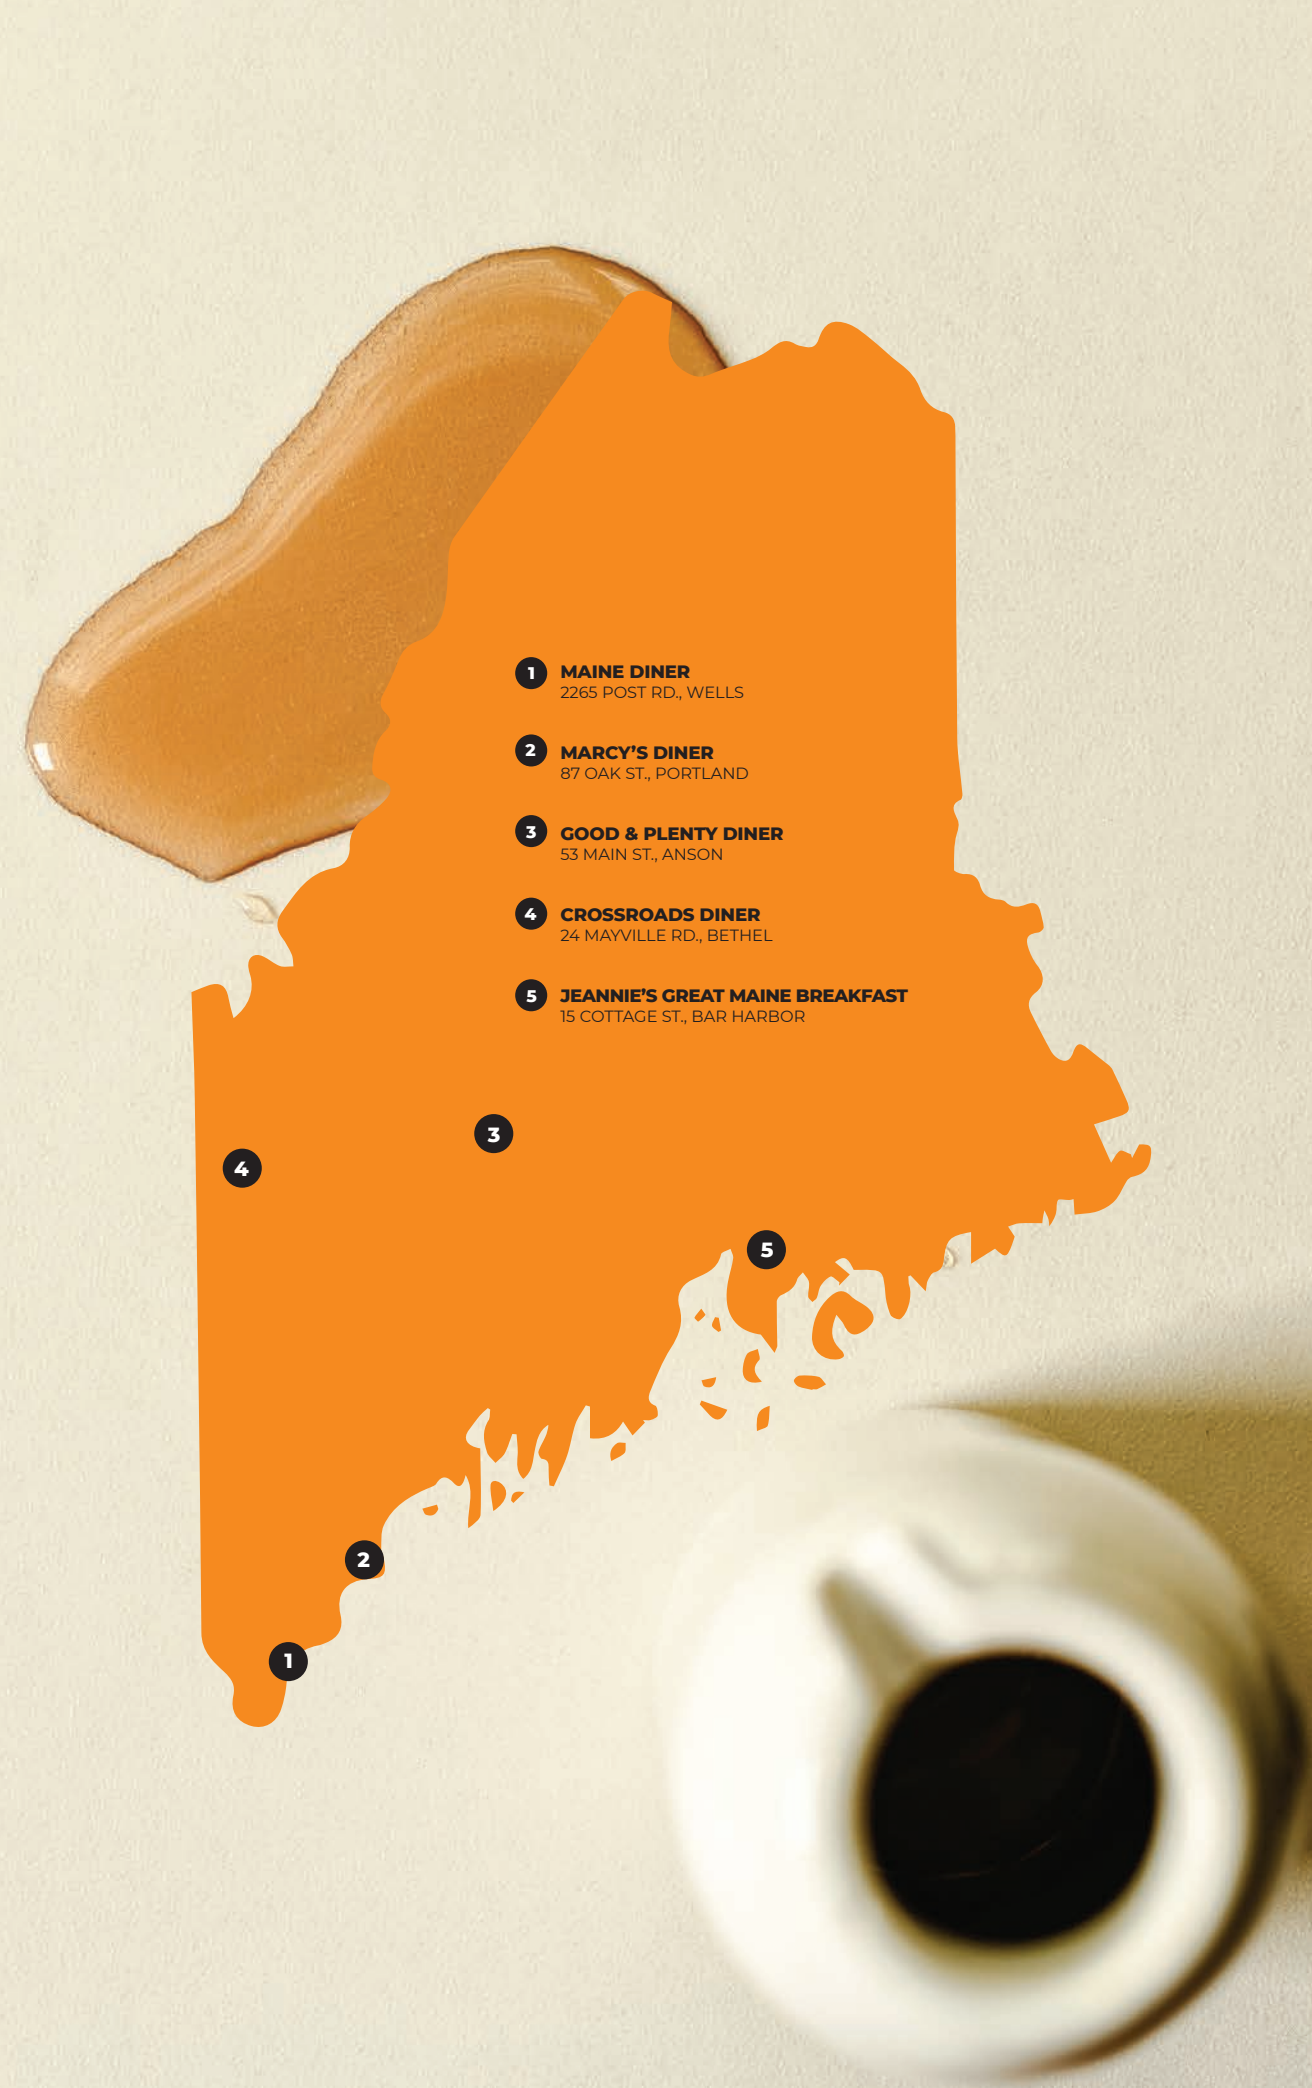 1 MAINE DINER
2265 POST RD., WELLS
2 MARCY'S DINER
87 OAK ST., PORTLAND
3 GOOD & PLENTY DINER
53 MAIN ST., ANSON
4 CROSSROADS DINER
24 MAYVILLE RD., BETHEL
5 JEANNIE'S GREAT MAINE BREAKFAST
15 COTTAGE ST., BAR HARBOR
3
4
5
2
1